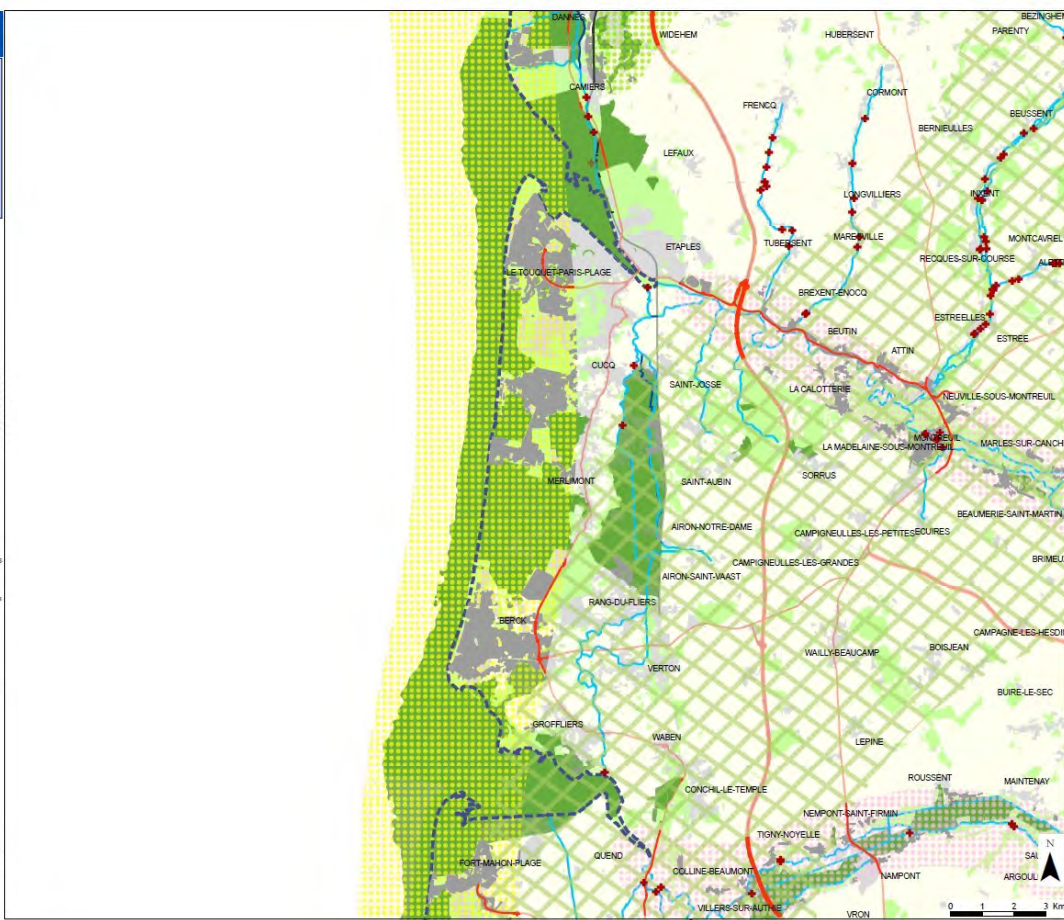 DANNES
BEZINGHEM
PARENTY
WIDEHEM
HUBERSENT
CAMIERS
CORMONT
FRENCQ
BEUSSENT
BERNIEULLES
LEFAUX
LONGVILLIERS
INXENT
MARESVILLE
MONTCAVREL
ETAPLES
TUBERSENT
RECQUES-SUR-COURSE
LE TOUQUET-PARIS-PLAGE
BREXENT-ENOCQ
ESTREELLES
BEUTIN
ESTREE
ATTIN
CUCQ
SAINT-JOSSE
LA CALOTTERIE
NEUVILLE-SOUS-MONTREUIL
MONTREUIL
MARLES-SUR-CANCH
LA MADELAINE-SOUS-MONTREUIL
MERLIMONT
SAINT-AUBIN
SORRUS
BEAUMERIE-SAINT-MARTIN
AIRON-NOTRE-DAME
CAMPIGNEULLES-LES-PETITES
ECUIRES
CAMPIGNEULLES-LES-GRANDES
BRIMEU
AIRON-SAINT-VAAST
RANG-DU-FLIERS
BERCK
CAMPAGNE-LES-HESDI
WAILLY-BEAUCAMP
BOISJEAN
VERTON
BUIRE-LE-SEC
GROFFLIERS
WABEN
LEPINE
ROUSSENT
MAINTENAY
CONCHIL-LE-TEMPLE
NEMPONT-SAINT-FIRMIN
TIGNY-NOYELLE
N
QUEND
FORT-MAHON-PLAGE
COLLINE-BEAUMONT
NAMPONT
ARGOUL
VILLERS-SUR-AUTHIE
VRON
0 1 2 3 Km